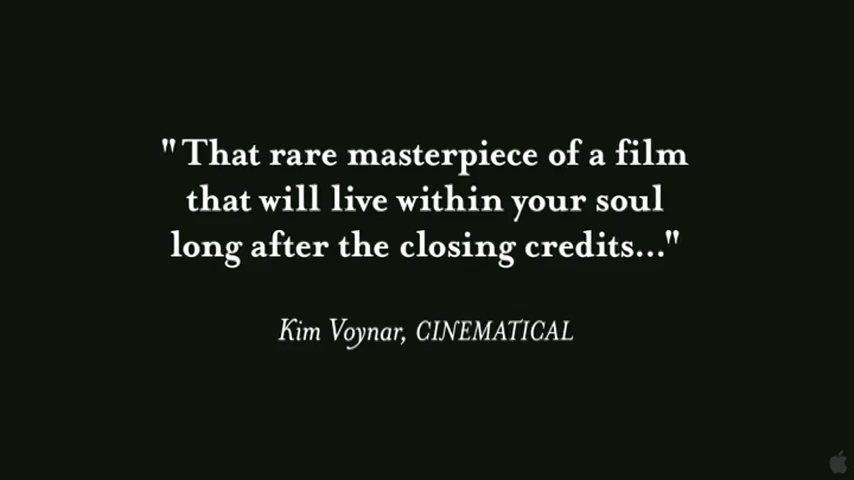 "That rare masterpiece of a film
that will live within your soul
long after the closing credits..."
Kim Voynar, CINEMATICAL